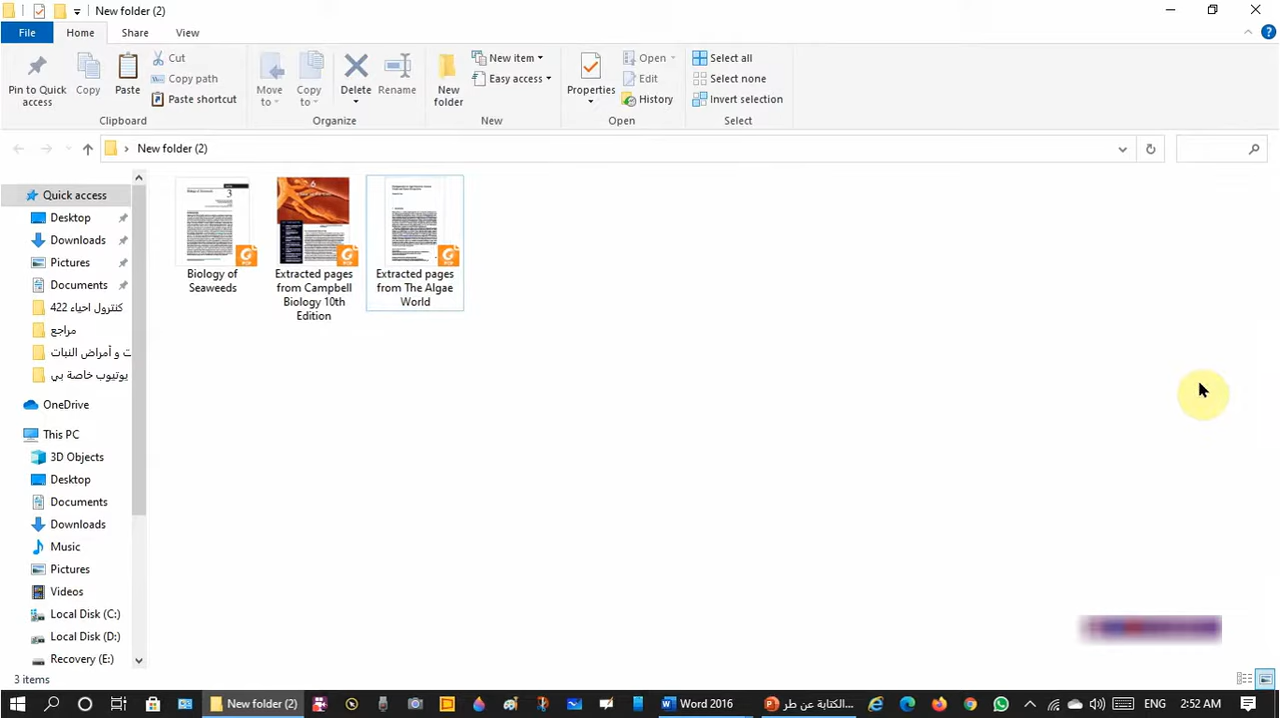 New folder (2)
File
Home
Share
View
Pin to Quick access
Copy
Paste
Cut
Copy path
Paste shortcut
Clipboard
Move to
Copy to
Delete
Rename
Organize
New folder
New item
Easy access
New
Properties
Open
Edit
History
Open
Select all
Select none
Invert selection
Select
New folder (2)
Quick access
Desktop
Downloads
Pictures
Documents
كنترول احياء 422
مراجع
ت و أمراض النبات
يوتيوب خاصة بي
OneDrive
This PC
3D Objects
Desktop
Documents
Downloads
Music
Pictures
Videos
Local Disk (C:)
Local Disk (D:)
Recovery (E:)
Biology of
Seaweeds
3
Extracted pages
from Campbell
Biology 10th
Edition
6
Extracted pages
from The Algae
World
3 items
New folder (2)
Word 2016
الكتابة عن طر...
ENG
2:52 AM